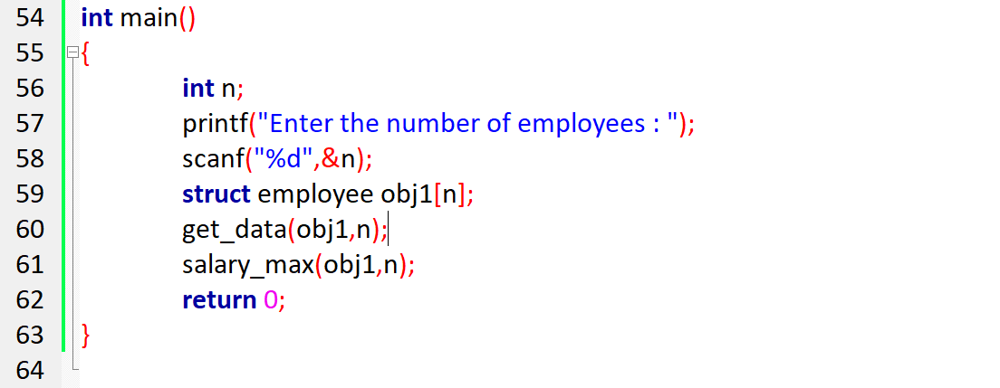 54 int main()
55 {
56 int n;
57 printf("Enter the number of employees : ");
58 scanf("%d",&n);
59 struct employee obj1[n];
60 get_data(obj1,n);
61 salary_max(obj1,n);
62 return 0;
63 }
64